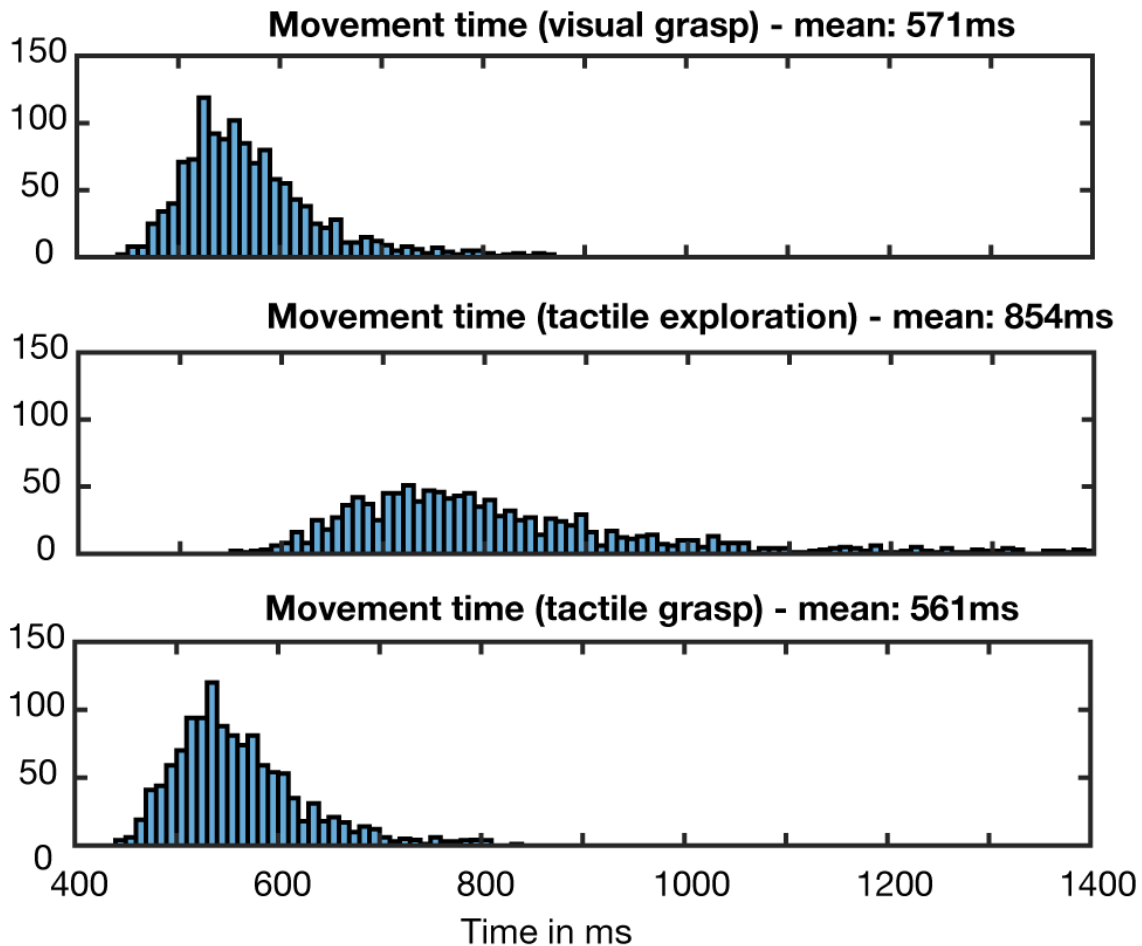 Movement time (visual grasp) - mean: 571ms
150
100
50
0
Movement time (tactile exploration) - mean: 854ms
150
100
50
0
Movement time (tactile grasp) - mean: 561ms
150
100
50
0
400 600 800 1000 1200 1400
Time in ms